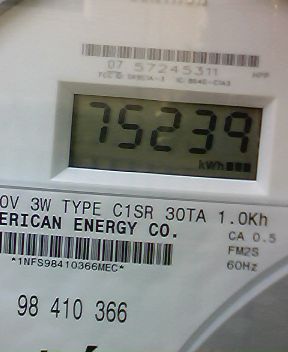 07 57245311
75239
kWh
0V 3W TYPE C1SR 30TA 1.0Kh
ERICAN ENERGY CO.
CA 0.5
FM2S
60Hz
*1NFS98410366MEC*
98 410 366